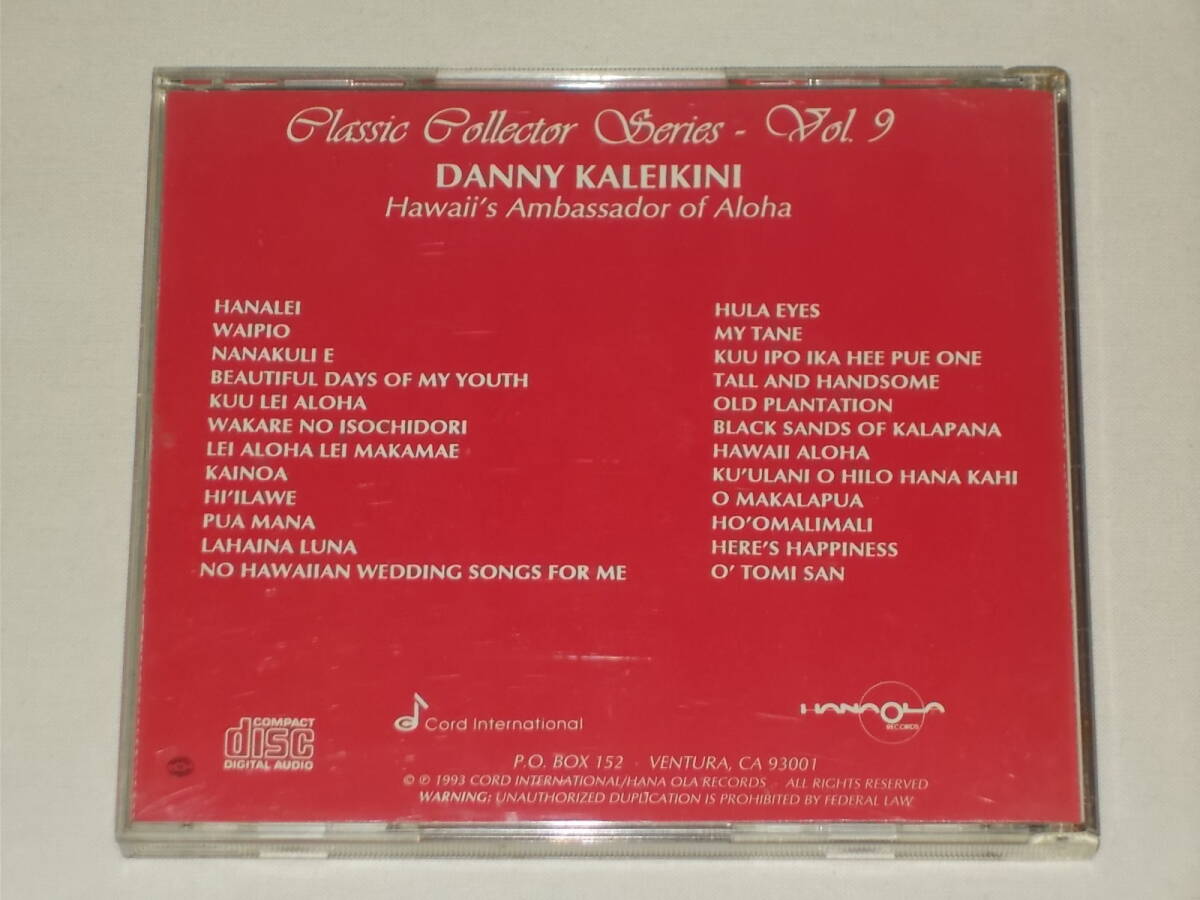 Classic Collector Series - Vol. 9
DANNY KALEIKINI
Hawaii's Ambassador of Aloha
HANALEI
WAIPIO
NANAKULI E
BEAUTIFUL DAYS OF MY YOUTH
KUU LEI ALOHA
WAKARE NO ISOCHIDORI
LEI ALOHA LEI MAKAMAE
KAINOA
HI'ILAWE
PUA MANA
LAHAINA LUNA
NO HAWAIIAN WEDDING SONGS FOR ME
HULA EYES
MY TANE
KUU IPO IKA HEE PUE ONE
TALL AND HANDSOME
OLD PLANTATION
BLACK SANDS OF KALAPANA
HAWAII ALOHA
KU'ULANI O HILO HANA KAHI
O MAKALAPUA
HO'OMALIMALI
HERE'S HAPPINESS
O' TOMI SAN
COMPACT
disc
DIGITAL AUDIO
Cord International
HANAOLA
RECORDS
P.O. BOX 152 · VENTURA, CA 93001
© ℗ 1993 CORD INTERNATIONAL/HANA OLA RECORDS · ALL RIGHTS RESERVED
WARNING: UNAUTHORIZED DUPLICATION IS PROHIBITED BY FEDERAL LAW